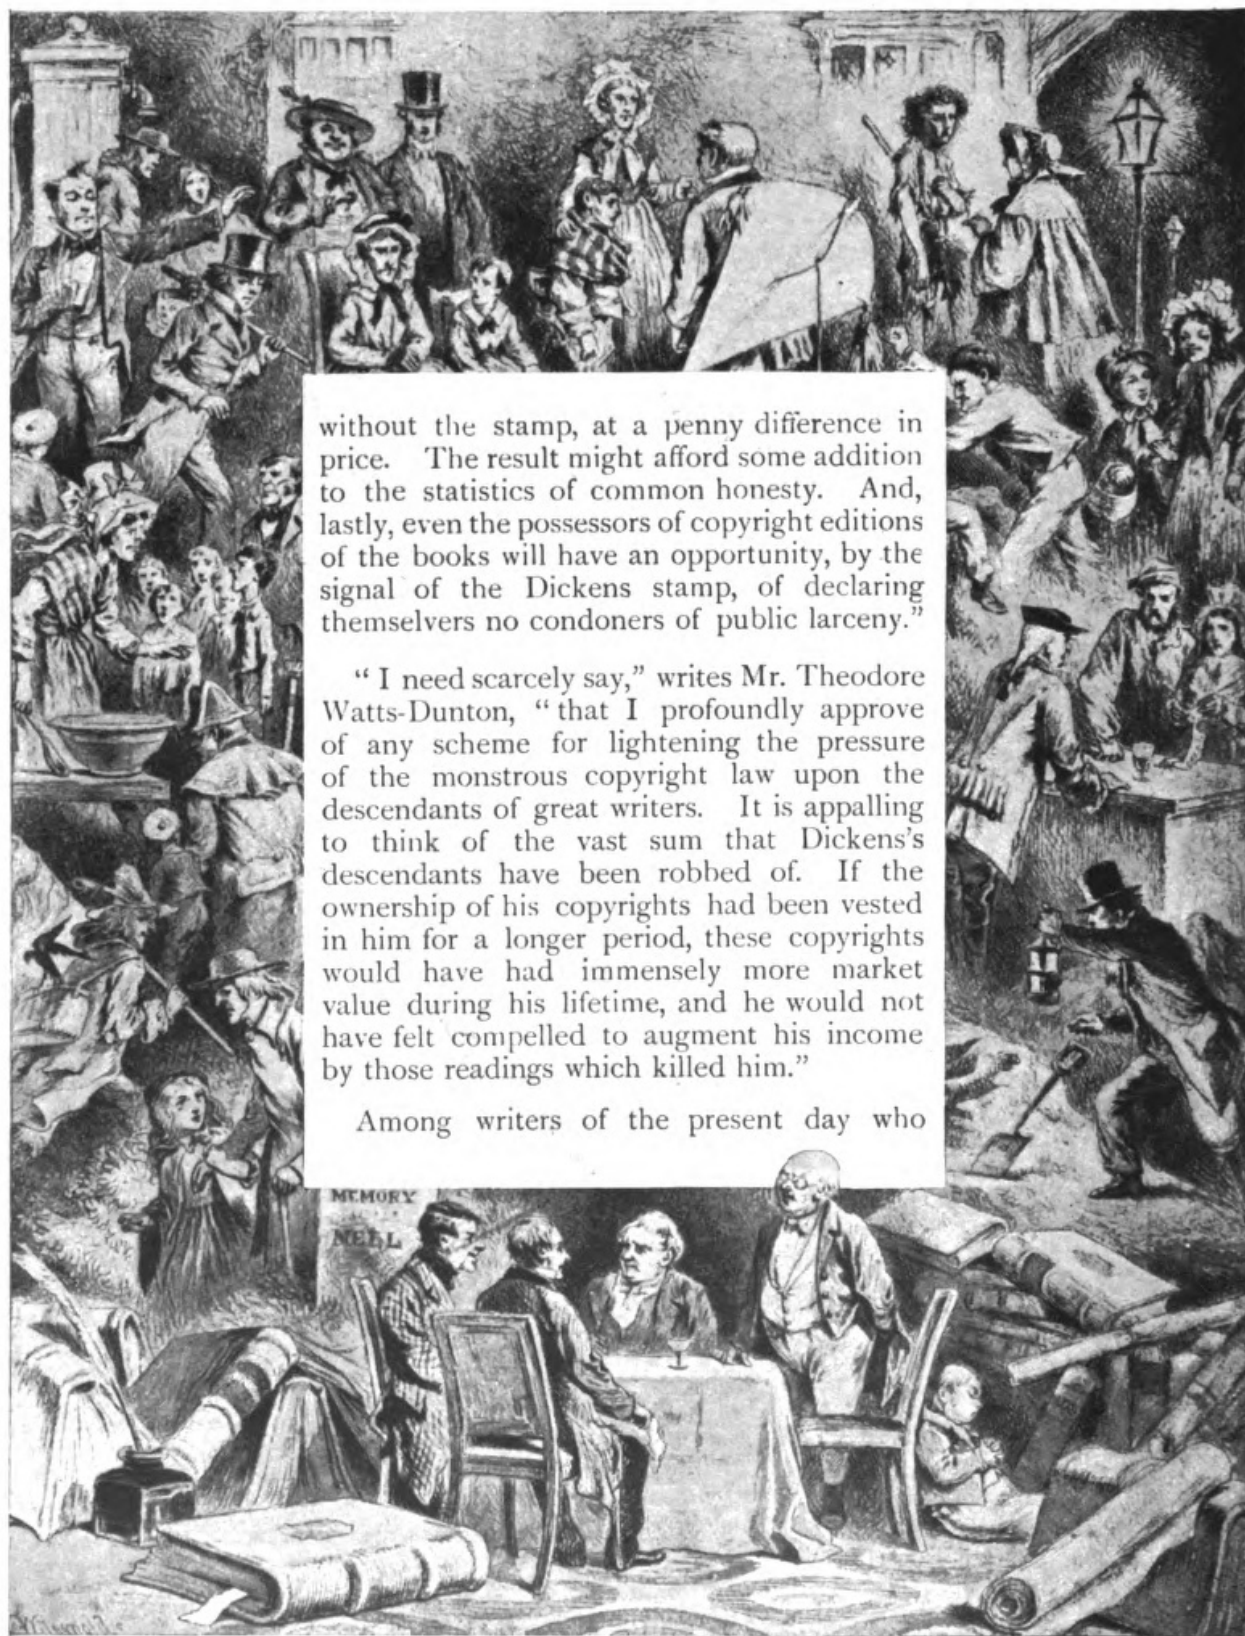 without the stamp, at a penny difference in
price. The result might afford some addition
to the statistics of common honesty. And,
lastly, even the possessors of copyright editions
of the books will have an opportunity, by the
signal of the Dickens stamp, of declaring
themselvers no condoners of public larceny."
"I need scarcely say," writes Mr. Theodore
Watts-Dunton, "that I profoundly approve
of any scheme for lightening the pressure
of the monstrous copyright law upon the
descendants of great writers. It is appalling
to think of the vast sum that Dickens's
descendants have been robbed of. If the
ownership of his copyrights had been vested
in him for a longer period, these copyrights
would have had immensely more market
value during his lifetime, and he would not
have felt compelled to augment his income
by those readings which killed him."
Among writers of the present day who
MEMORY
NELL